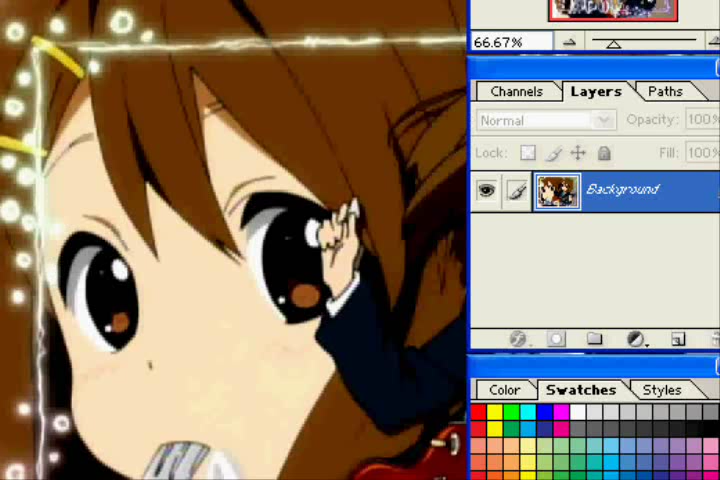 66.67%
Channels Layers Paths
Normal Opacity: 100%
Lock: Fill: 100%
Background
Color Swatches Styles